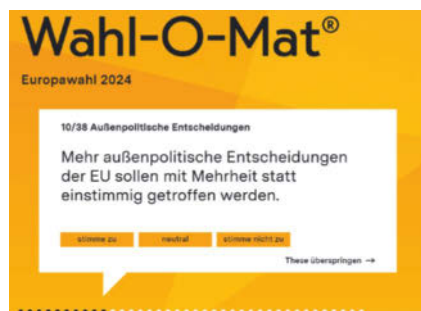 Wahl-O-Mat®
Europawahl 2024
10/38 Außenpolitische Entscheidungen
Mehr außenpolitische Entscheidungen
der EU sollen mit Mehrheit statt
einstimmig getroffen werden.
stimme zu neutral stimme nicht zu
These überspringen →